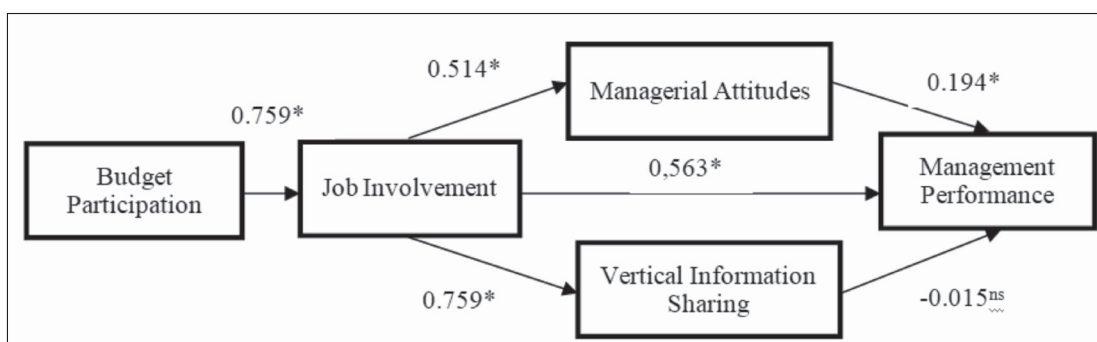 0.514*
Managerial Attitudes
0.194*
0.759*
Budget
Participation
Job Involvement
0,563*
Management
Performance
Vertical Information
Sharing
0.759*
-0.015ns